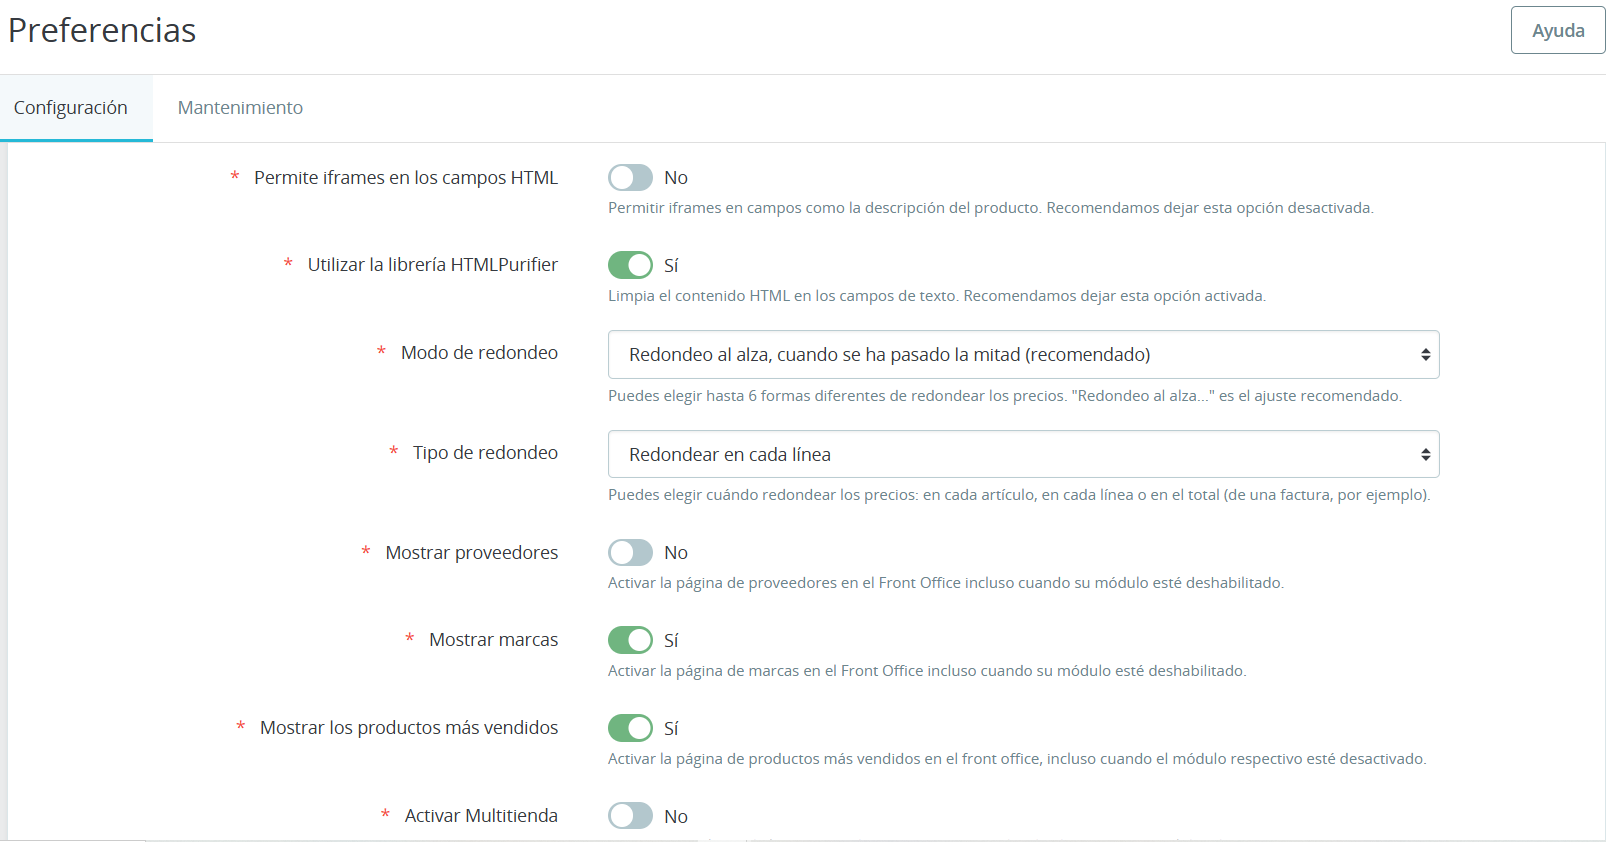 Preferencias
Ayuda
Configuración
Mantenimiento
* Permite iframes en los campos HTML
No
Permitir iframes en campos como la descripción del producto. Recomendamos dejar esta opción desactivada.
* Utilizar la librería HTMLPurifier
Sí
Limpia el contenido HTML en los campos de texto. Recomendamos dejar esta opción activada.
* Modo de redondeo
Redondeo al alza, cuando se ha pasado la mitad (recomendado)
Puedes elegir hasta 6 formas diferentes de redondear los precios. "Redondeo al alza..." es el ajuste recomendado.
* Tipo de redondeo
Redondear en cada línea
Puedes elegir cuándo redondear los precios: en cada artículo, en cada línea o en el total (de una factura, por ejemplo).
* Mostrar proveedores
No
Activar la página de proveedores en el Front Office incluso cuando su módulo esté deshabilitado.
* Mostrar marcas
Sí
Activar la página de marcas en el Front Office incluso cuando su módulo esté deshabilitado.
* Mostrar los productos más vendidos
Sí
Activar la página de productos más vendidos en el front office, incluso cuando el módulo respectivo esté desactivado.
* Activar Multitienda
No